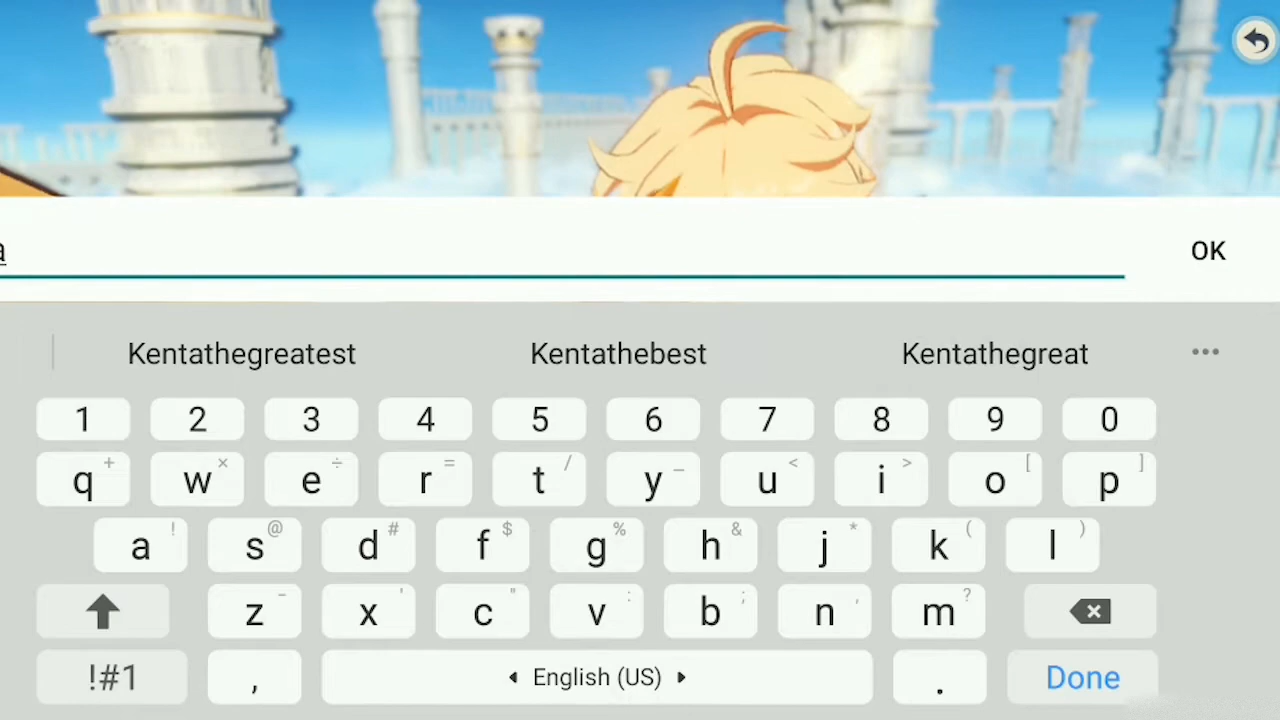 a
OK
Kentathegreatest Kentathebest Kentathegreat •••
1 2 3 4 5 6 7 8 9 0
q + w × e ÷ r = t / y _ u < i > o [ p ]
a ! s @ d # f $ g % h & j * k ( l )
z - x ' c " v : b ; n , m ?
!#1 , English (US) . Done